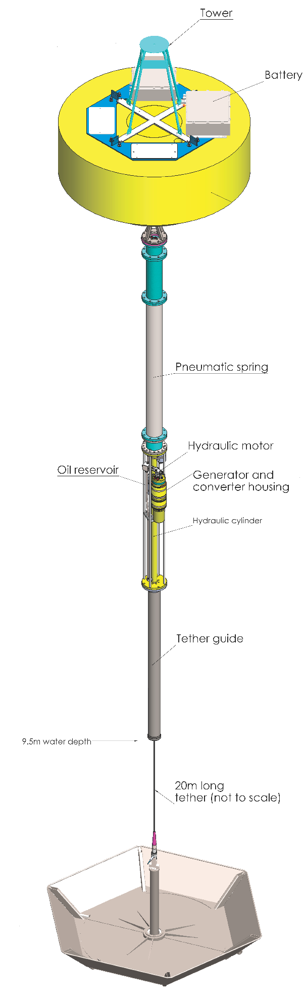 Tower
Battery
Pneumatic spring
Hydraulic motor
Oil reservoir
Generator and
converter housing
Hydraulic cylinder
Tether guide
9.5m water depth
20m long
tether (not to scale)